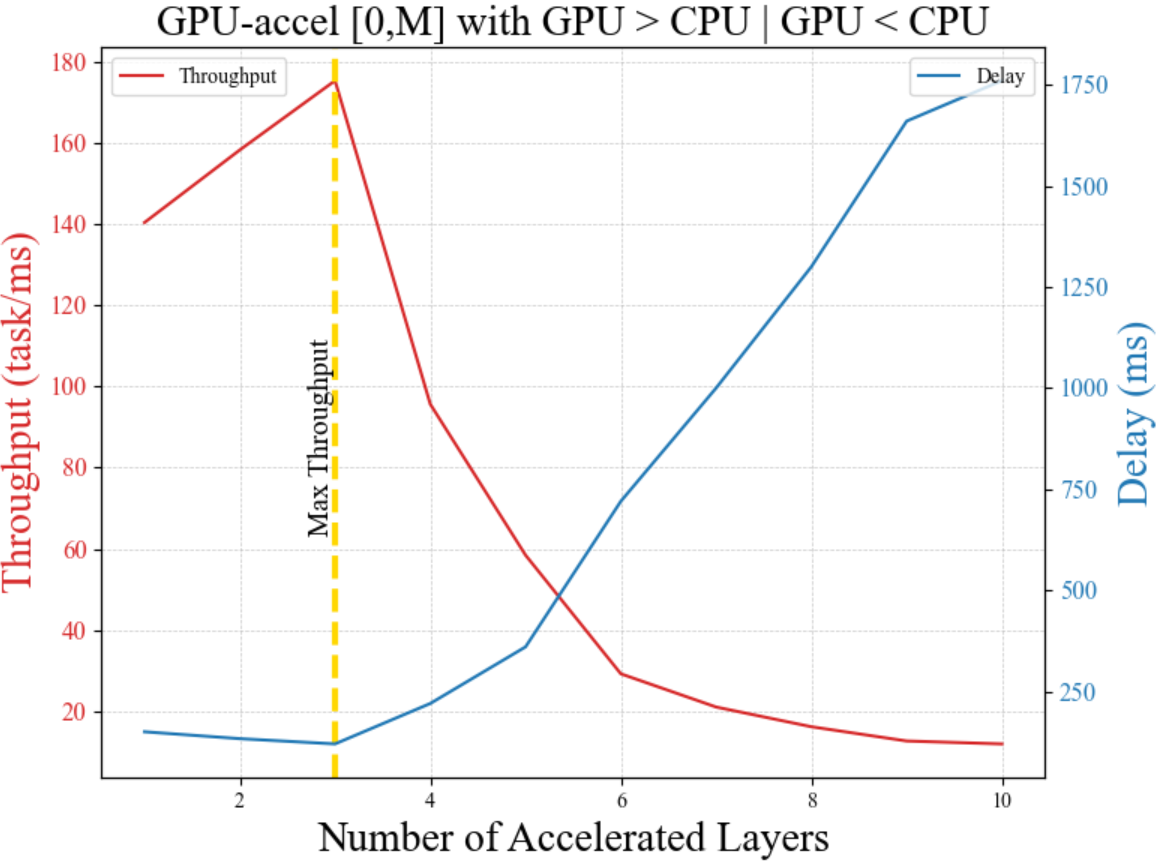 GPU-accel [0,M] with GPU > CPU | GPU < CPU
Throughput
Delay
Throughput (task/ms)
180
160
140
120
100
80
60
40
20
Max Throughput
1750
1500
1250
1000
750
500
250
Delay (ms)
2 4 6 8 10
Number of Accelerated Layers